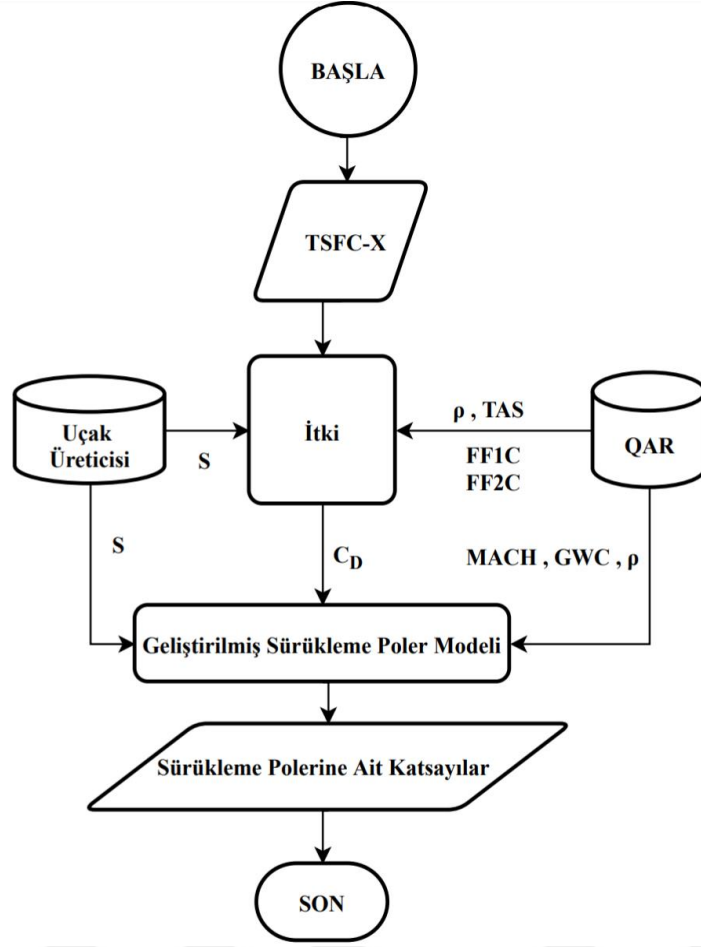 BAŞLA
TSFC-X
Uçak
Üreticisi
S
İtki
ρ , TAS
FF1C
FF2C
QAR
S
C_D
MACH , GWC , ρ
Geliştirilmiş Sürükleme Poler Modeli
Sürükleme Polerine Ait Katsayılar
SON